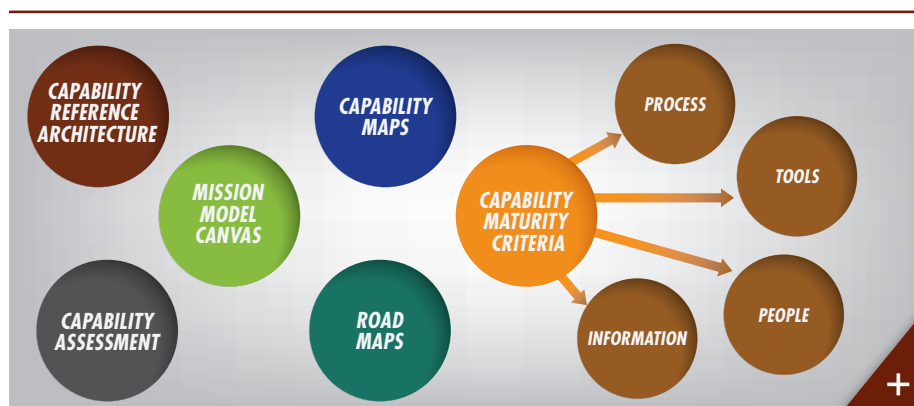 CAPABILITY
REFERENCE
ARCHITECTURE
MISSION
MODEL
CANVAS
CAPABILITY
ASSESSMENT
CAPABILITY
MAPS
ROAD
MAPS
CAPABILITY
MATURITY
CRITERIA
PROCESS
TOOLS
PEOPLE
INFORMATION
+